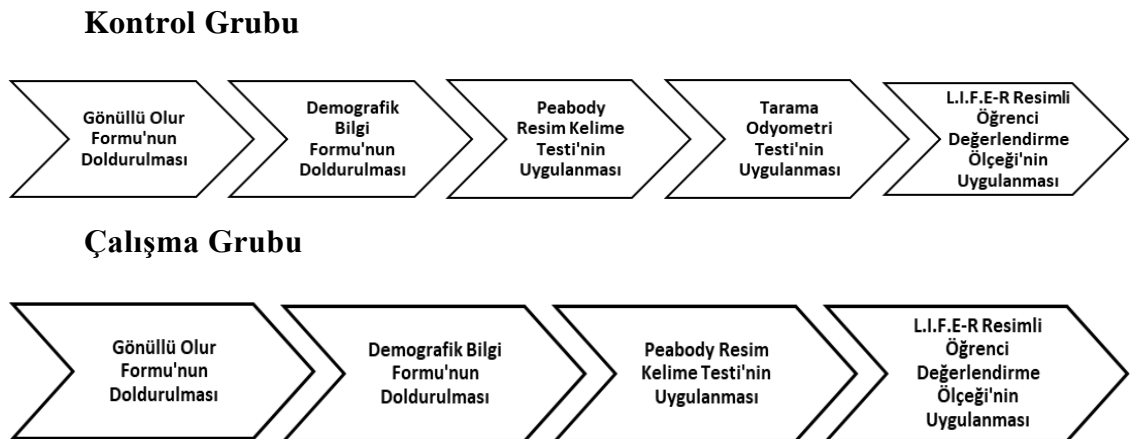 Kontrol Grubu
Gönüllü Olur
Formu'nun
Doldurulması
Demografik
Bilgi
Formu'nun
Doldurulması
Peabody
Resim Kelime
Testi'nin
Uygulanması
Tarama
Odyometri
Testi'nin
Uygulanması
L.I.F.E-R Resimli
Öğrenci
Değerlendirme
Ölçeği'nin
Uygulanması
Çalışma Grubu
Gönüllü Olur
Formu'nun
Doldurulması
Demografik Bilgi
Formu'nun
Doldurulması
Peabody Resim
Kelime Testi'nin
Uygulanması
L.I.F.E-R Resimli
Öğrenci
Değerlendirme
Ölçeği'nin
Uygulanması